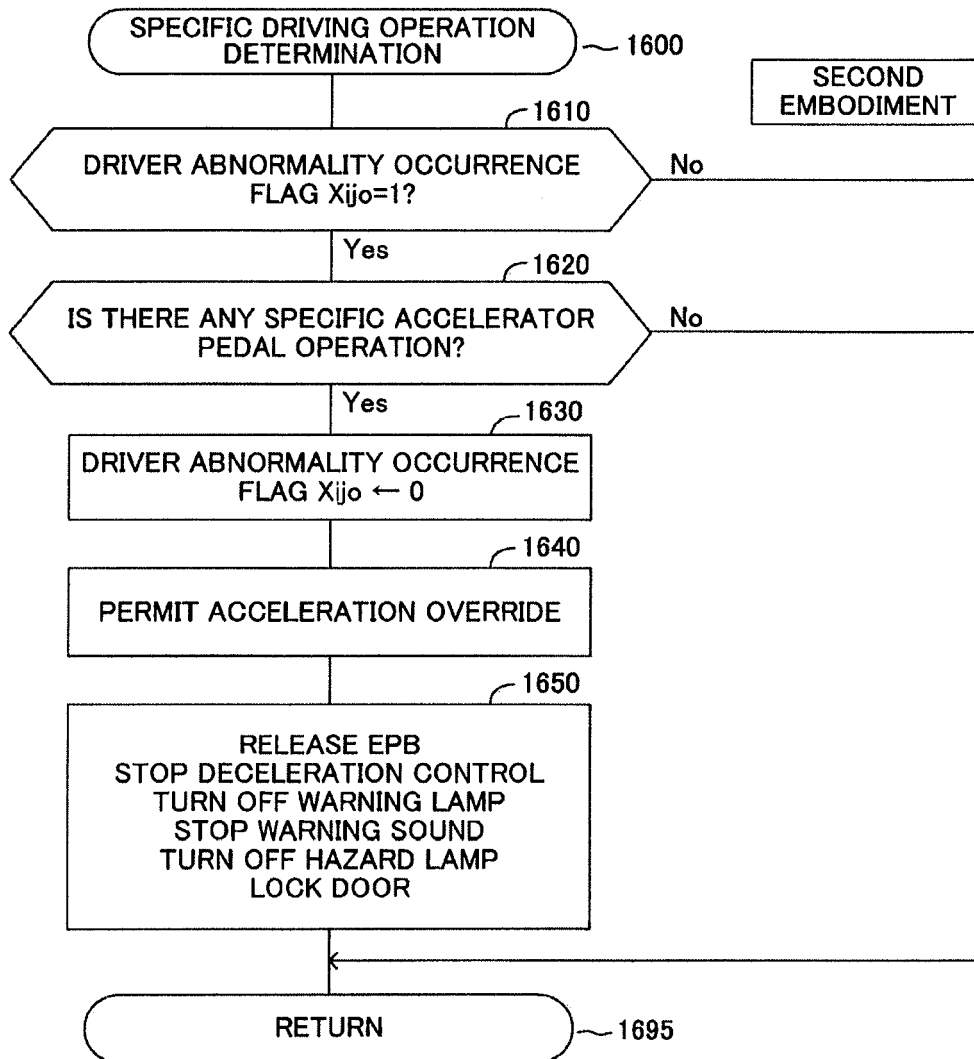 SPECIFIC DRIVING OPERATION
DETERMINATION
1600
SECOND
EMBODIMENT
1610
DRIVER ABNORMALITY OCCURRENCE
FLAG Xijo=1?
No
Yes
1620
IS THERE ANY SPECIFIC ACCELERATOR
PEDAL OPERATION?
No
Yes
1630
DRIVER ABNORMALITY OCCURRENCE
FLAG Xijo ← 0
1640
PERMIT ACCELERATION OVERRIDE
1650
RELEASE EPB
STOP DECELERATION CONTROL
TURN OFF WARNING LAMP
STOP WARNING SOUND
TURN OFF HAZARD LAMP
LOCK DOOR
RETURN
1695